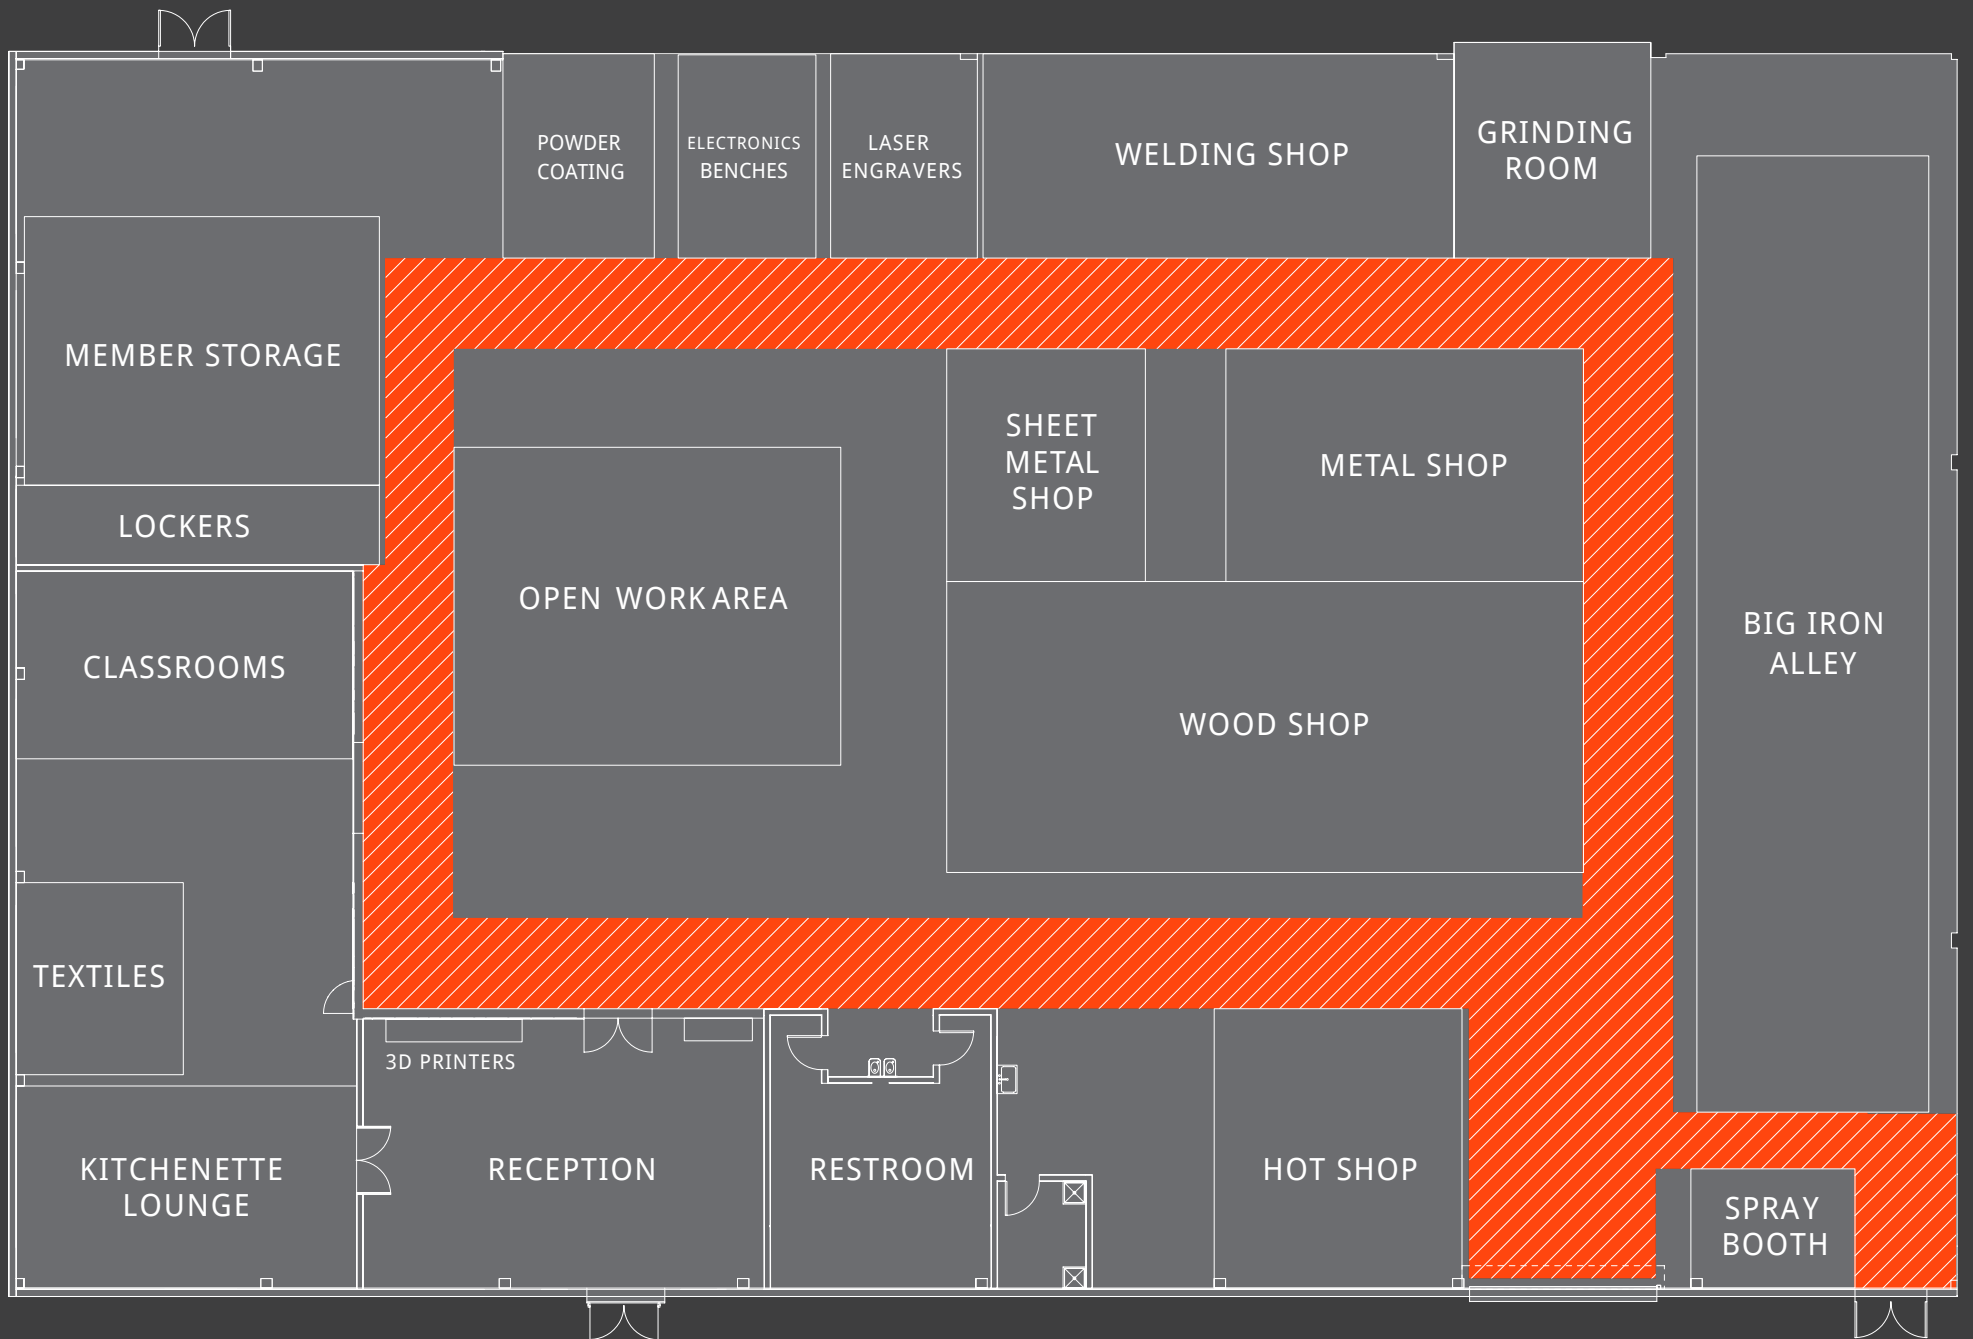 POWDER
COATING
ELECTRONICS
BENCHES
LASER
ENGRAVERS
WELDING SHOP
GRINDING
ROOM
MEMBER STORAGE
SHEET
METAL
SHOP
METAL SHOP
LOCKERS
OPEN WORK AREA
BIG IRON
ALLEY
CLASSROOMS
WOOD SHOP
TEXTILES
3D PRINTERS
KITCHENETTE
LOUNGE
RECEPTION
RESTROOM
HOT SHOP
SPRAY
BOOTH